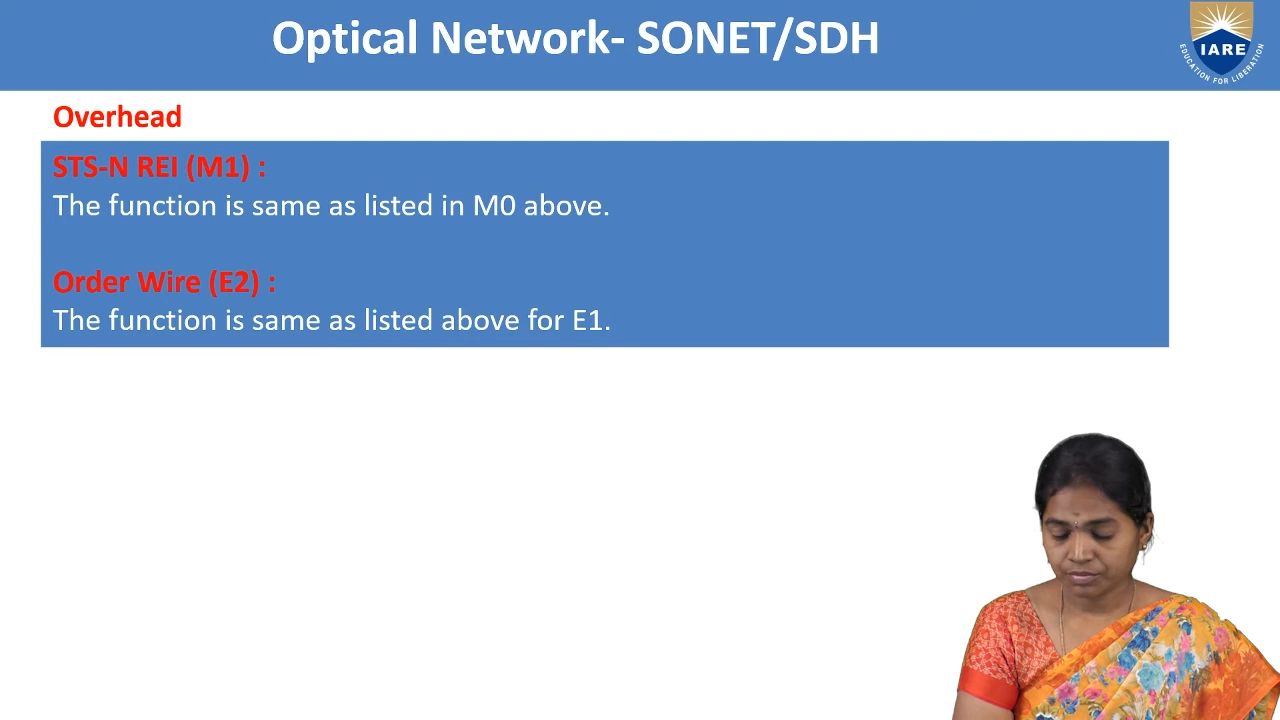 Optical Network- SONET/SDH
IARE
EDUCATION FOR LIBERATION
Overhead
STS-N REI (M1) :
The function is same as listed in M0 above.
Order Wire (E2) :
The function is same as listed above for E1.